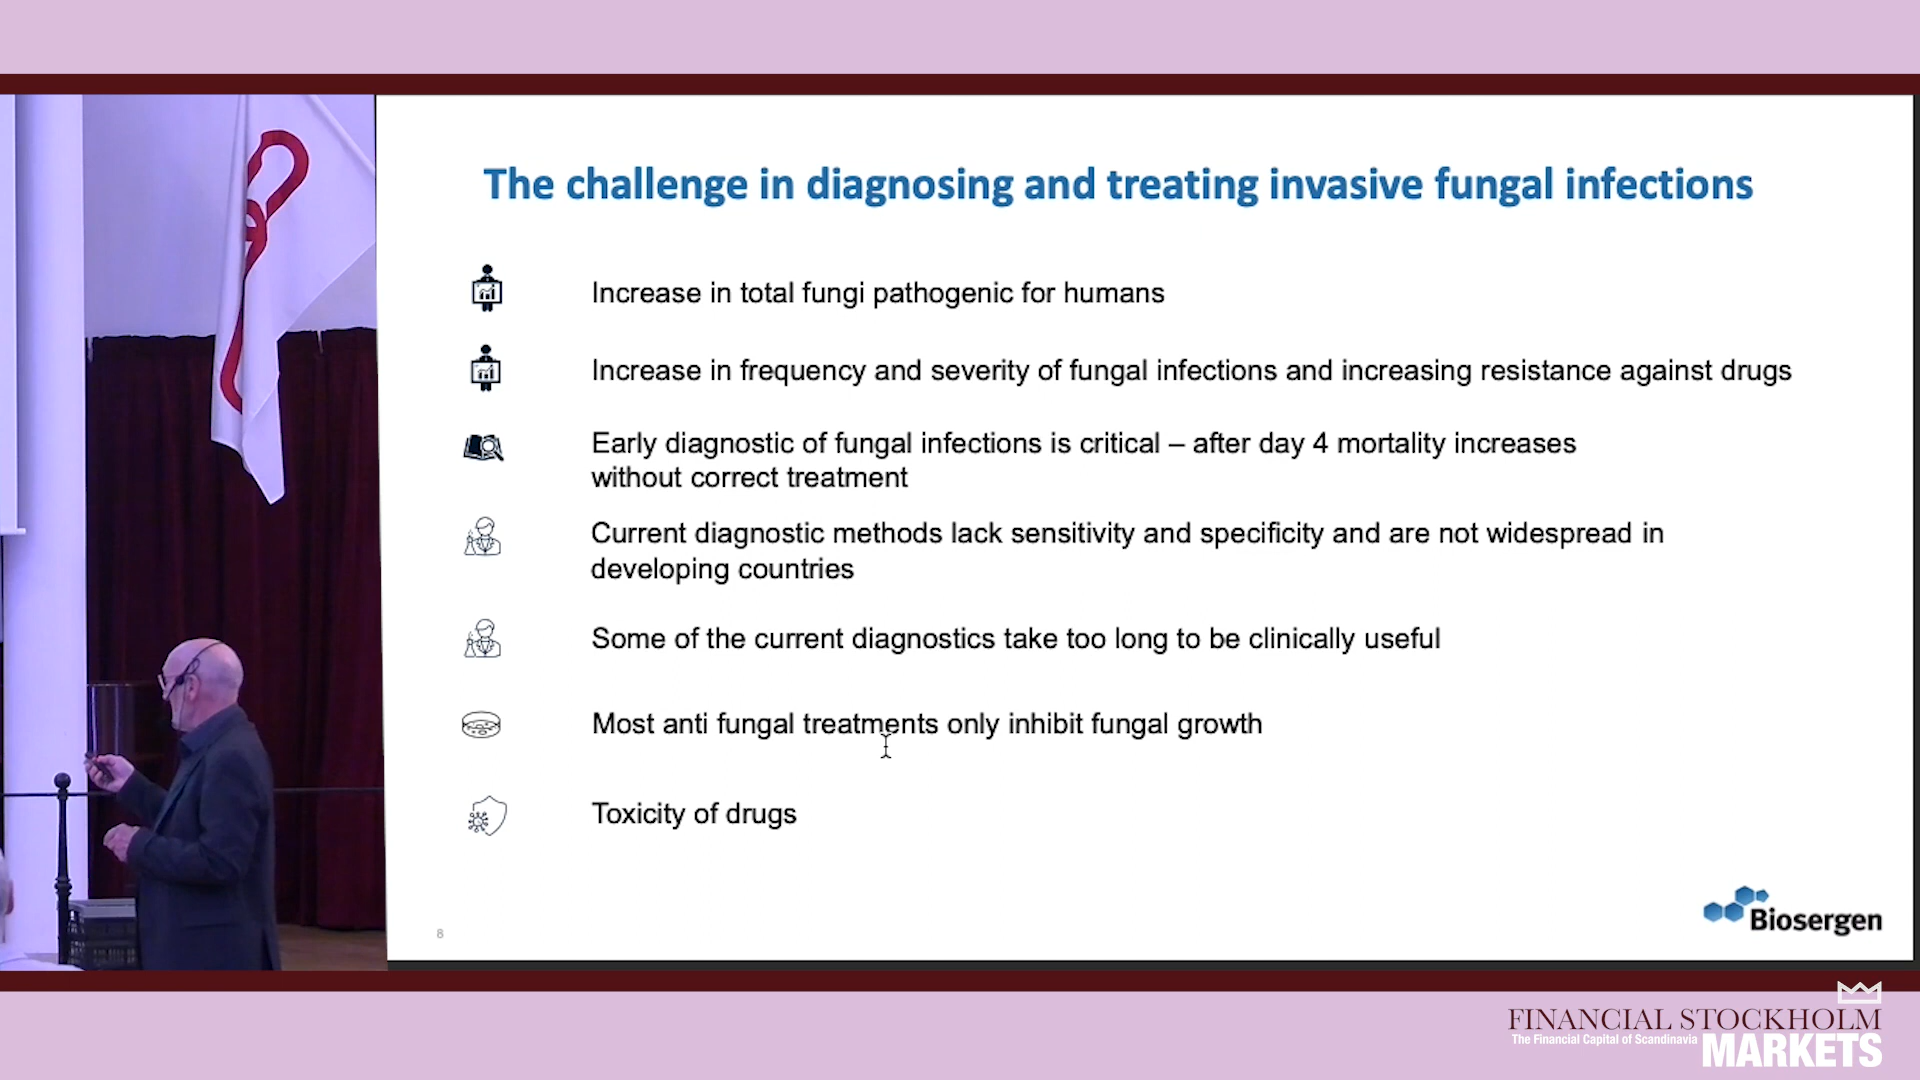 The challenge in diagnosing and treating invasive fungal infections
Increase in total fungi pathogenic for humans
Increase in frequency and severity of fungal infections and increasing resistance against drugs
Early diagnostic of fungal infections is critical – after day 4 mortality increases
without correct treatment
Current diagnostic methods lack sensitivity and specificity and are not widespread in
developing countries
Some of the current diagnostics take too long to be clinically useful
Most anti fungal treatments only inhibit fungal growth
Toxicity of drugs
8
Biosergen
FINANCIAL STOCKHOLM
The Financial Capital of Scandinavia
MARKETS